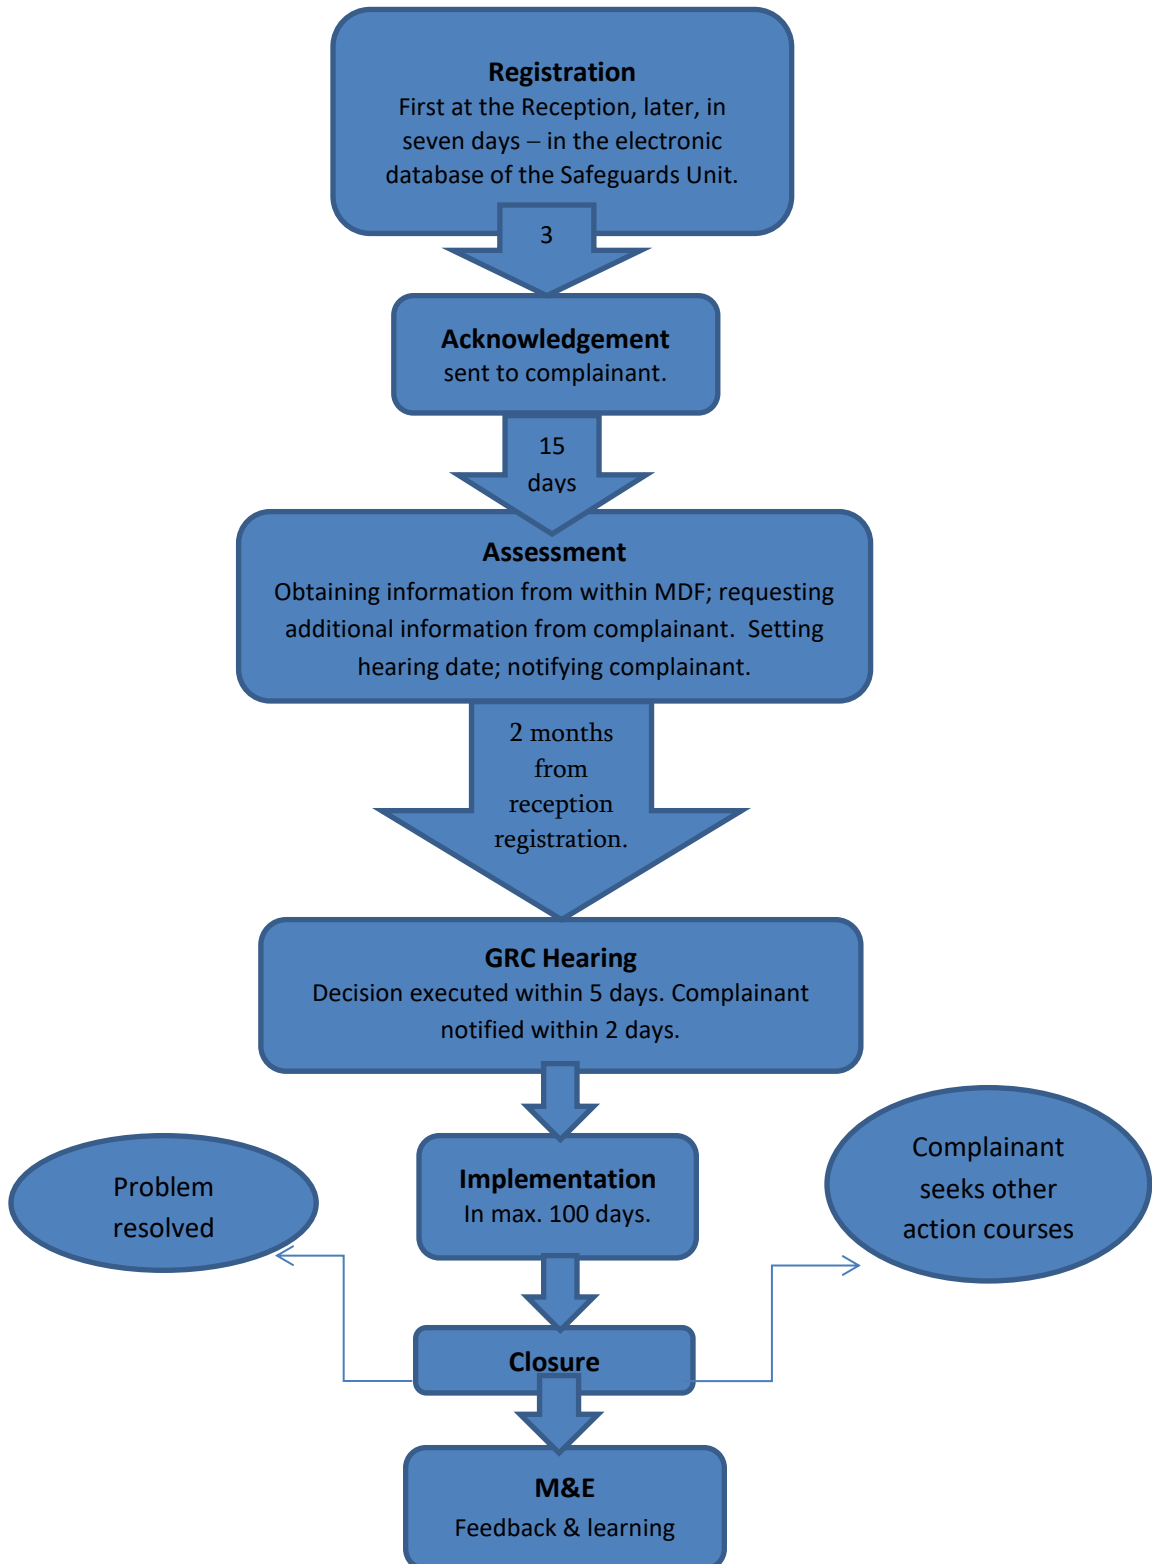 Registration
First at the Reception, later, in
seven days – in the electronic
database of the Safeguards Unit.
3
Acknowledgement
sent to complainant.
15
days
Assessment
Obtaining information from within MDF; requesting
additional information from complainant.  Setting
hearing date; notifying complainant.
2 months
from
reception
registration.
GRC Hearing
Decision executed within 5 days. Complainant
notified within 2 days.
Implementation
In max. 100 days.
Problem
resolved
Complainant
seeks other
action courses
Closure
M&E
Feedback & learning